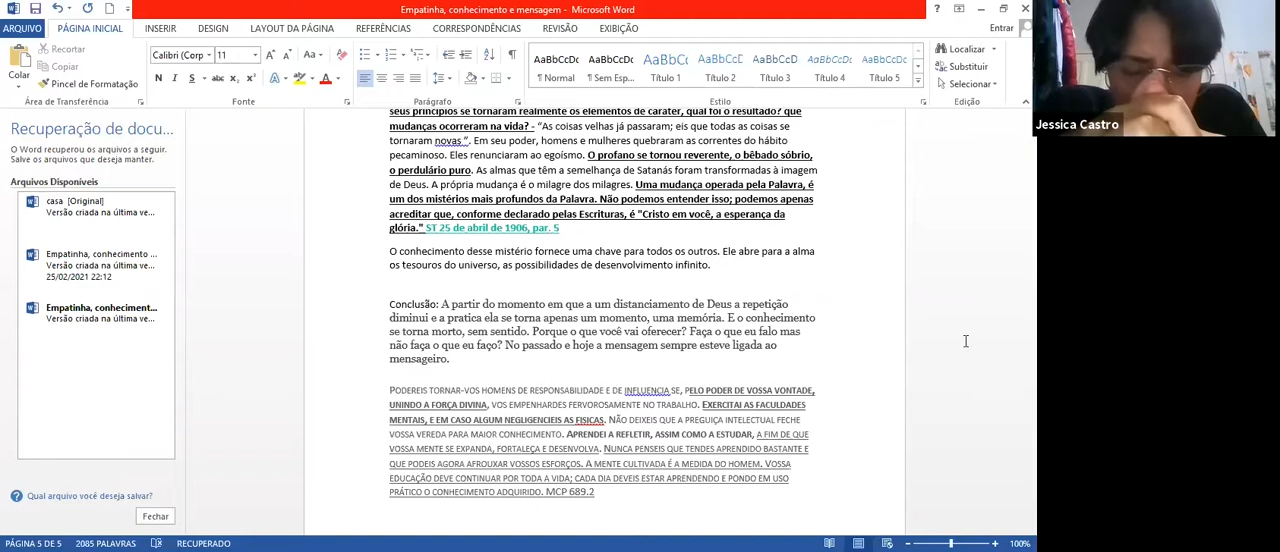 Empatinha, conhecimento e mensagem - Microsoft Word
Entrar
ARQUIVO PÁGINA INICIAL INSERIR DESIGN LAYOUT DA PÁGINA REFERÊNCIAS CORRESPONDÊNCIAS REVISÃO EXIBIÇÃO
Colar
Recortar
Copiar
Pincel de Formatação
Área de Transferência
Calibri (Corp 11
N I S abc x₂ x²
Fonte
Parágrafo
AaBbCcDc AaBbCcDc AaBbCc AaBbCcD AaBbCcDc AaBbCcDc AaBbCcDc
¶ Normal ¶ Sem Esp... Título 1 Título 2 Título 3 Título 4 Título 5
Estilo
Localizar
Substituir
Selecionar
Edição
Jessica Castro
Recuperação de docu...
O Word recuperou os arquivos a seguir.
Salve os arquivos que deseja manter.
Arquivos Disponíveis
casa [Original]
Versão criada na última ve...
Empatinha, conhecimento ...
Versão criada na última ve...
25/02/2021 22:12
Empatinha, conheciment...
Versão criada na última ve...
Qual arquivo você deseja salvar?
Fechar
seus princípios se tornaram realmente os elementos de caráter, qual foi o resultado? que
mudanças ocorreram na vida? - “As coisas velhas já passaram; eis que todas as coisas se
tornaram novas ”. Em seu poder, homens e mulheres quebraram as correntes do hábito
pecaminoso. Eles renunciaram ao egoísmo. O profano se tornou reverente, o bêbado sóbrio,
o perdulário puro. As almas que têm a semelhança de Satanás foram transformadas à imagem
de Deus. A própria mudança é o milagre dos milagres. Uma mudança operada pela Palavra, é
um dos mistérios mais profundos da Palavra. Não podemos entender isso; podemos apenas
acreditar que, conforme declarado pelas Escrituras, é "Cristo em você, a esperança da
glória." ST 25 de abril de 1906, par. 5
O conhecimento desse mistério fornece uma chave para todos os outros. Ele abre para a alma
os tesouros do universo, as possibilidades de desenvolvimento infinito.
Conclusão: A partir do momento em que a um distanciamento de Deus a repetição
diminui e a pratica ela se torna apenas um momento, uma memória. E o conhecimento
se torna morto, sem sentido. Porque o que você vai oferecer? Faça o que eu falo mas
não faça o que eu faço? No passado e hoje a mensagem sempre esteve ligada ao
mensageiro.
PODEREIS TORNAR-VOS HOMENS DE RESPONSABILIDADE E DE INFLUENCIA SE, PELO PODER DE VOSSA VONTADE,
UNINDO A FORÇA DIVINA, VOS EMPENHARDES FERVOROSAMENTE NO TRABALHO. EXERCITAI AS FACULDADES
MENTAIS, E EM CASO ALGUM NEGLIGENCIEIS AS FISICAS. NÃO DEIXEIS QUE A PREGUIÇA INTELECTUAL FECHE
VOSSA VEREDA PARA MAIOR CONHECIMENTO. APRENDEI A REFLETIR, ASSIM COMO A ESTUDAR, A FIM DE QUE
VOSSA MENTE SE EXPANDA, FORTALEÇA E DESENVOLVA. NUNCA PENSEIS QUE TENDES APRENDIDO BASTANTE E
QUE PODEIS AGORA AFROUXAR VOSSOS ESFORÇOS. A MENTE CULTIVADA É A MEDIDA DO HOMEM. VOSSA
EDUCAÇÃO DEVE CONTINUAR POR TODA A VIDA; CADA DIA DEVEIS ESTAR APRENDENDO E PONDO EM USO
PRÁTICO O CONHECIMENTO ADQUIRIDO. MCP 689.2
PÁGINA 5 DE 5 2085 PALAVRAS RECUPERADO 100%